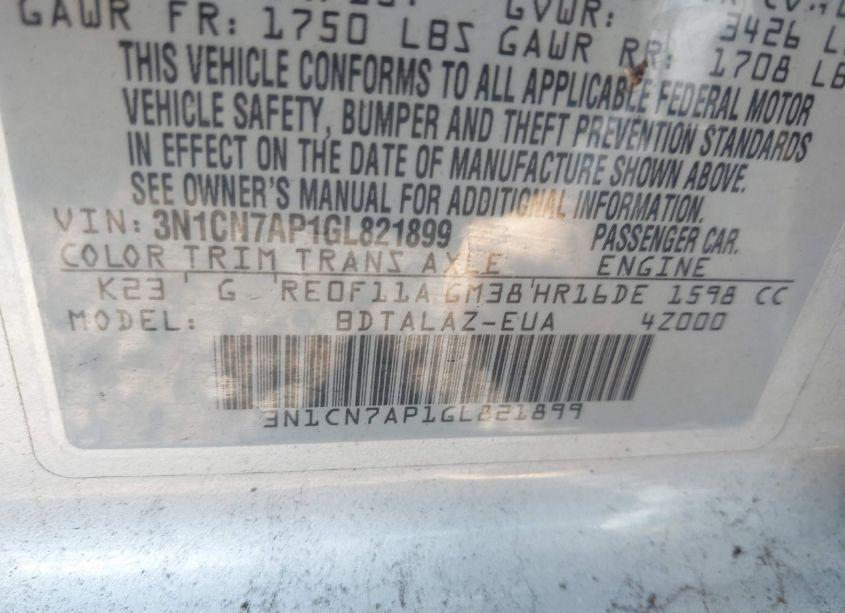 GVWR:
GAWR FR: 1750 LBS GAWR RR: 1708 LB
3426 L
THIS VEHICLE CONFORMS TO ALL APPLICABLE FEDERAL MOTOR
VEHICLE SAFETY, BUMPER AND THEFT PREVENTION STANDARDS
IN EFFECT ON THE DATE OF MANUFACTURE SHOWN ABOVE.
SEE OWNER'S MANUAL FOR ADDITIONAL INFORMATION.
VIN: 3N1CN7AP1GL821899 PASSENGER CAR.
COLOR TRIM TRANS AXLE ENGINE
K23 G RE0F11A GM38 HR16DE 1598 CC
MODEL: BDTALAZ-EUA 4Z000
3N1CN7AP1GL821899